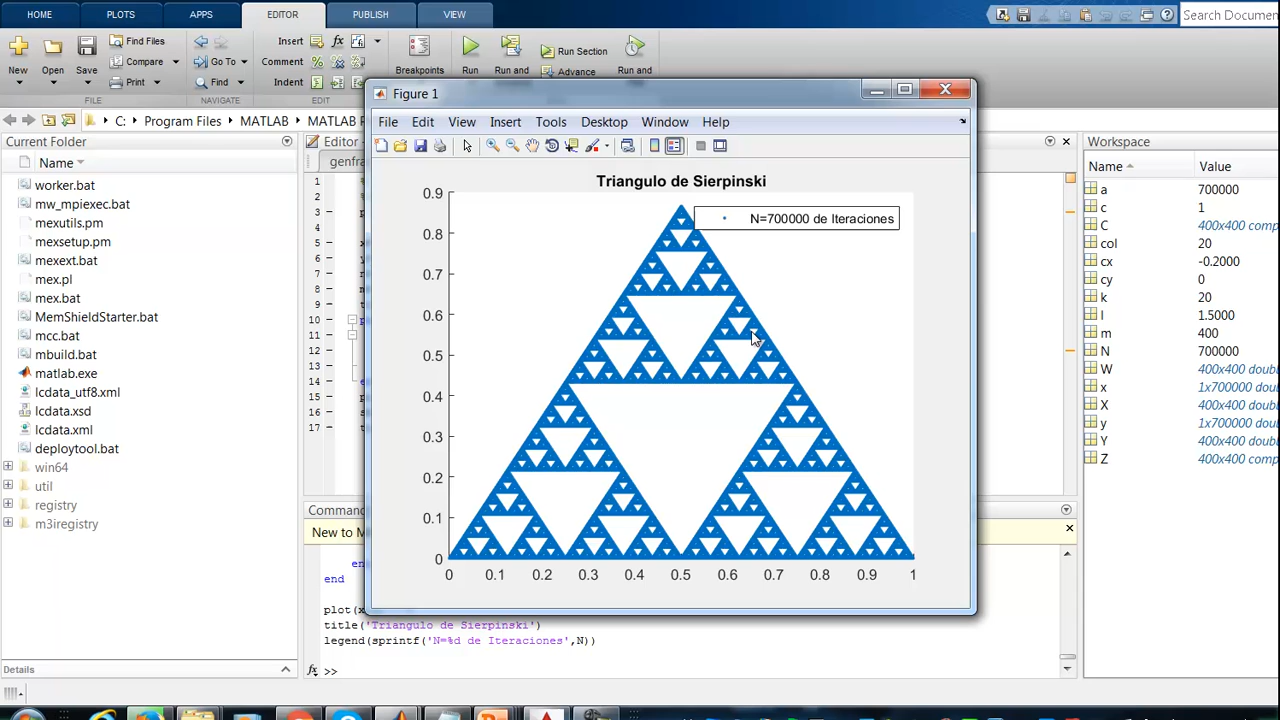 HOME PLOTS APPS EDITOR PUBLISH VIEW Search Documen
New Open Save Find Files Compare Print
Insert Comment Indent
Go To Find
Breakpoints Run Run and Run Section Advance Run and
FILE NAVIGATE EDIT
C: Program Files MATLAB MATLAB
Current Folder
Name
worker.bat
mw_mpiexec.bat
mexutils.pm
mexsetup.pm
mexext.bat
mex.pl
mex.bat
MemShieldStarter.bat
mcc.bat
mbuild.bat
matlab.exe
lcdata_utf8.xml
lcdata.xsd
lcdata.xml
deploytool.bat
win64
util
registry
m3iregistry
Details
Editor
genfra
1
2
3
4
5
6
7
8
9
10
11
12
13
14
15
16
17
Figure 1
File Edit View Insert Tools Desktop Window Help
Triangulo de Sierpinski
N=700000 de Iteraciones
0.9
0.8
0.7
0.6
0.5
0.4
0.3
0.2
0.1
0
0 0.1 0.2 0.3 0.4 0.5 0.6 0.7 0.8 0.9 1
Comman
New to M
en
end
plot(x
title('Triangulo de Sierpinski')
legend(sprintf('N=%d de Iteraciones',N))
fx >>
Workspace
Name Value
a 700000
c 1
C 400x400 comp
col 20
cx -0.2000
cy 0
k 20
l 1.5000
m 400
N 700000
W 400x400 doubl
x 1x700000 doub
X 400x400 doubl
y 1x700000 doub
Y 400x400 doubl
Z 400x400 comp